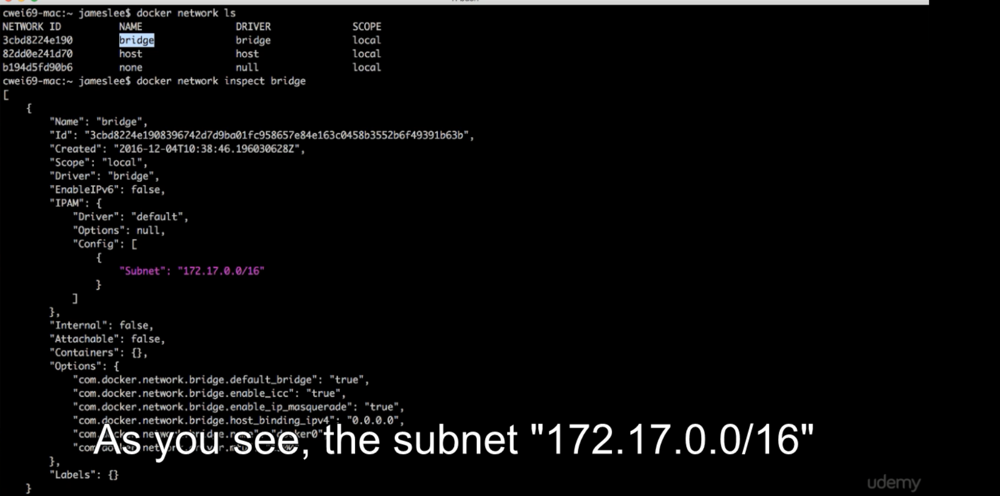 cwei69-mac:~ jameslee$ docker network ls
NETWORK ID NAME DRIVER SCOPE
3cbd8224e190 bridge bridge local
82dd0e241d70 host host local
b194d5fd90b6 none null local
cwei69-mac:~ jameslee$ docker network inspect bridge
[
{
"Name": "bridge",
"Id": "3cbd8224e1908396742d7d9ba01fc958657e84e163c0458b3552b6f49391b63b",
"Created": "2016-12-04T10:38:46.196030628Z",
"Scope": "local",
"Driver": "bridge",
"EnableIPv6": false,
"IPAM": {
"Driver": "default",
"Options": null,
"Config": [
{
"Subnet": "172.17.0.0/16"
}
]
},
"Internal": false,
"Attachable": false,
"Containers": {},
"Options": {
"com.docker.network.bridge.default_bridge": "true",
"com.docker.network.bridge.enable_icc": "true",
"com.docker.network.bridge.enable_ip_masquerade": "true",
"com.docker.network.bridge.host_binding_ipv4": "0.0.0.0",
As you see, the subnet "172.17.0.0/16"
},
"Labels": {}
}
udemy